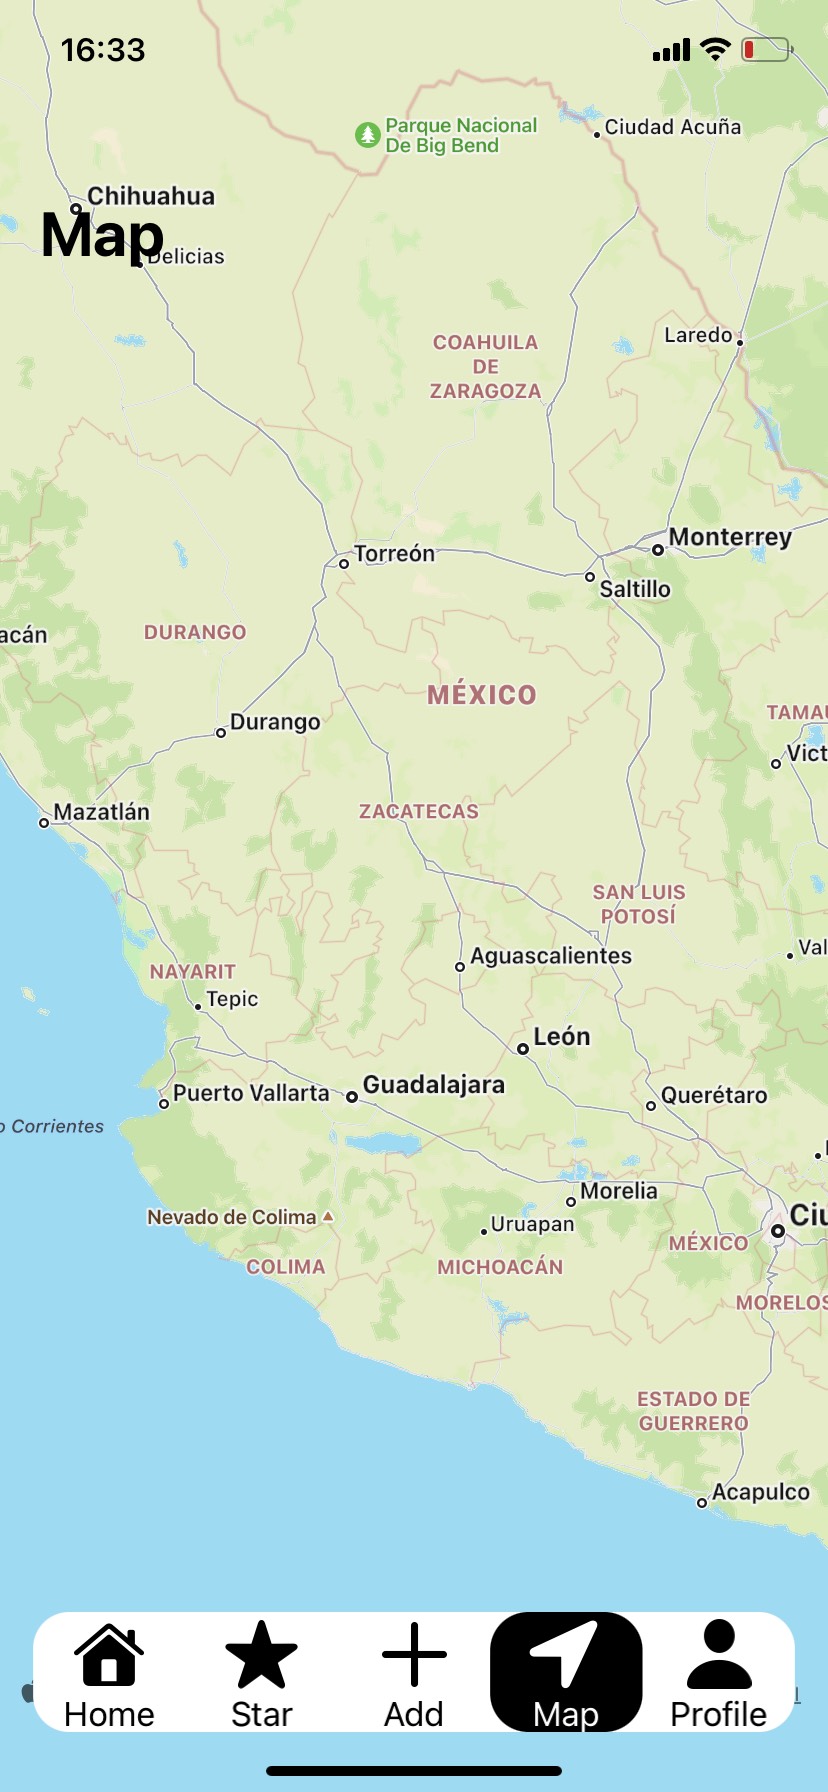 16:33
Parque Nacional
De Big Bend
Ciudad Acuña
Chihuahua
Map
Delicias
Laredo
COAHUILA
DE
ZARAGOZA
Monterrey
Torreón
Saltillo
acán
DURANGO
MÉXICO
TAMAU
Durango
Vict
Mazatlán
ZACATECAS
SAN LUIS
POTOSÍ
Val
Aguascalientes
NAYARIT
Tepic
León
Guadalajara
Puerto Vallarta
Querétaro
o Corrientes
Morelia
Nevado de Colima
Uruapan
Ciu
MÉXICO
COLIMA
MICHOACÁN
MORELOS
ESTADO DE
GUERRERO
Acapulco
Home
Star
Add
Map
Profile